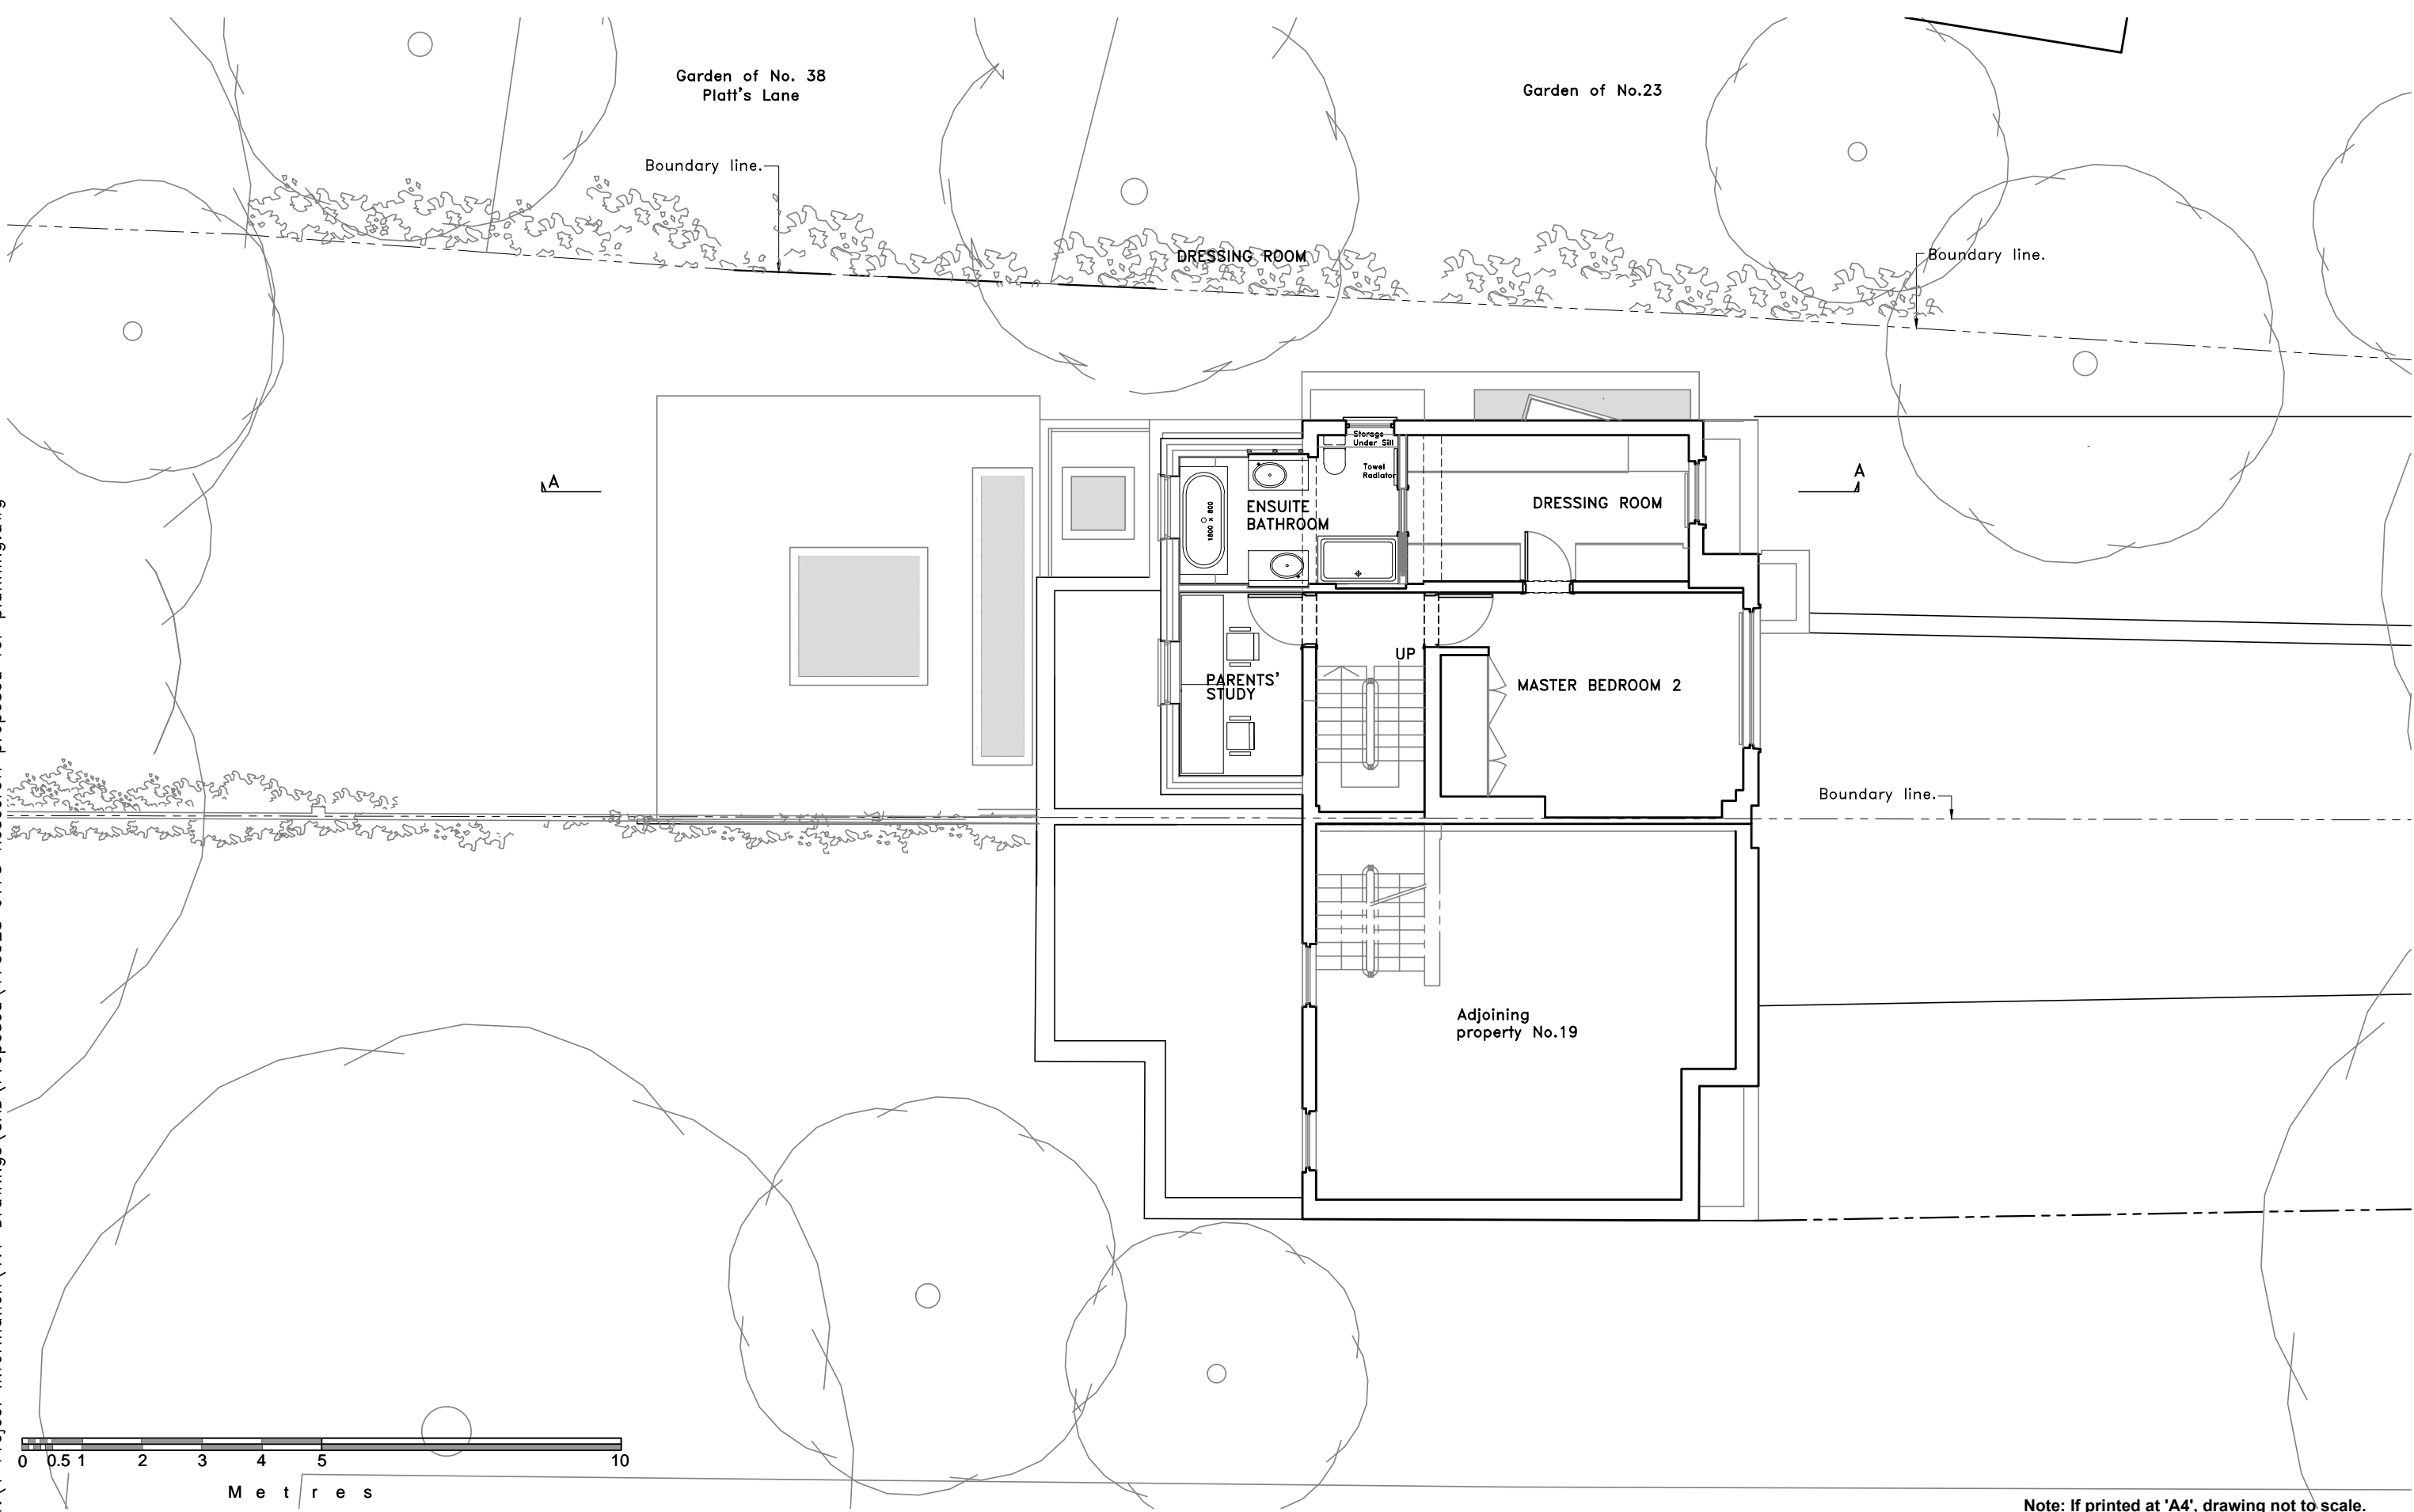 Garden of No. 38
Platt's Lane
Garden of No.23
Boundary line.
DRESSING ROOM
Boundary line.
Storage
Under Sill
Towel
Radiator
A
A
1800 x 800
ENSUITE
BATHROOM
DRESSING ROOM
UP
PARENTS'
STUDY
MASTER BEDROOM 2
Boundary line.
Adjoining
property No.19
0 0.5 1 2 3 4 5 10
Metres
Note: If printed at 'A4', drawing not to scale.